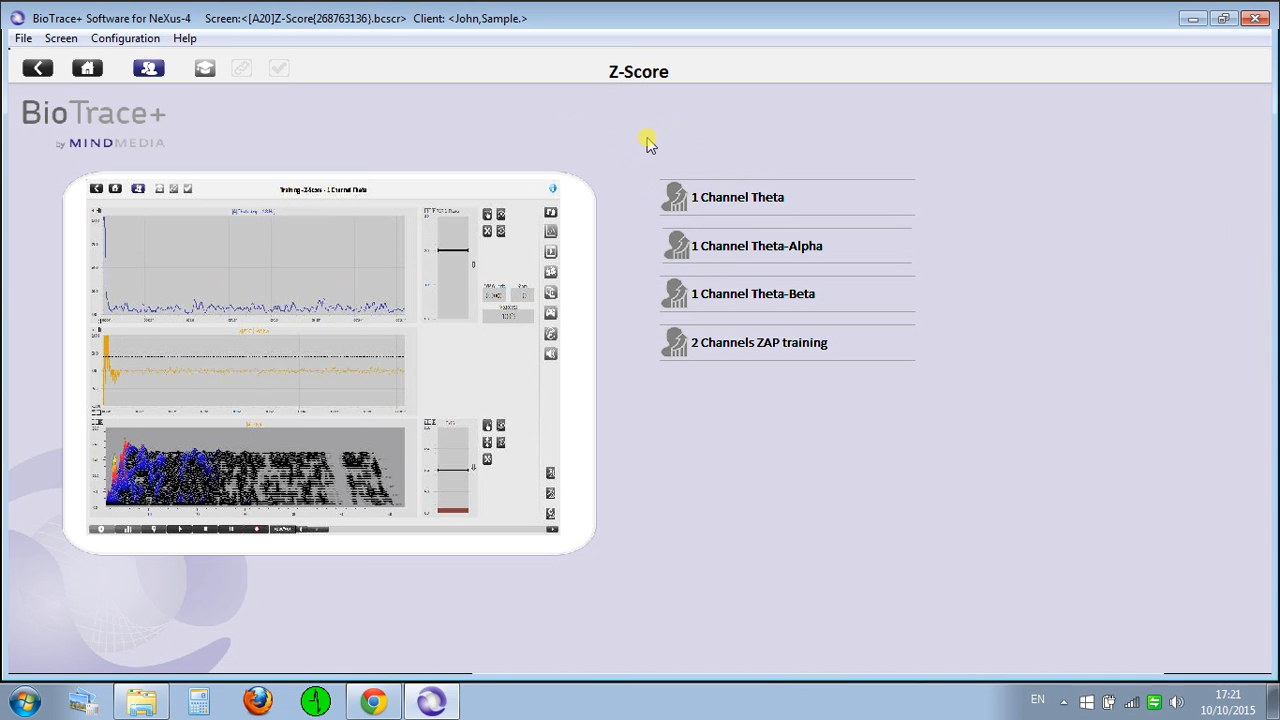 BioTrace+ Software for NeXus-4 Screen:<[A20]Z-Score{268763136}.bcscr> Client: <John,Sample.>
File Screen Configuration Help
Z-Score
BioTrace+
by MINDMEDIA
Training - Z-Score - 1 Channel Theta
1 Channel Theta
1 Channel Theta-Alpha
1 Channel Theta-Beta
2 Channels ZAP training
EN
17:21
10/10/2015